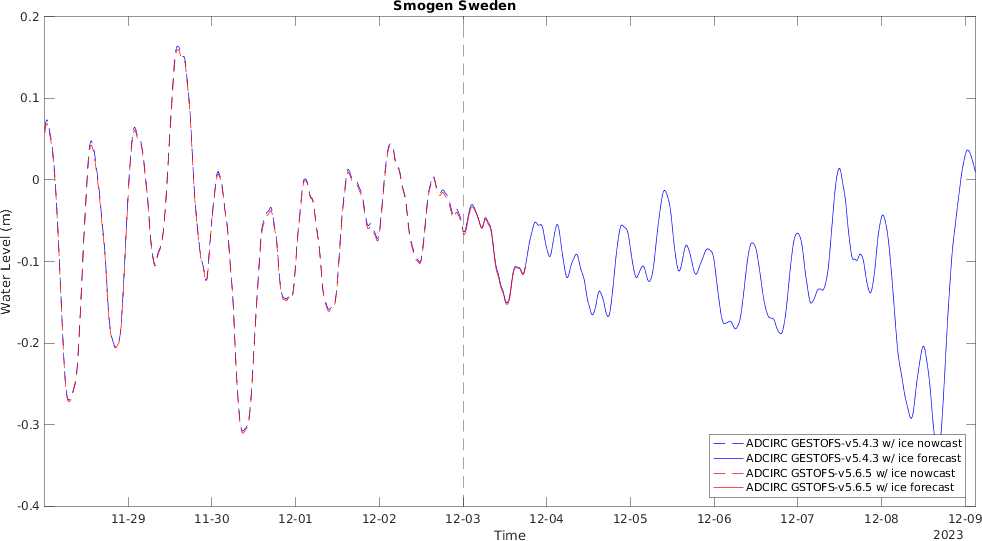 Smogen Sweden
0.2
0.1
0
-0.1
-0.2
-0.3
-0.4
Water Level (m)
ADCIRC GESTOFS-v5.4.3 w/ ice nowcast
ADCIRC GESTOFS-v5.4.3 w/ ice forecast
ADCIRC GSTOFS-v5.6.5 w/ ice nowcast
ADCIRC GSTOFS-v5.6.5 w/ ice forecast
11-29 11-30 12-01 12-02 12-03 12-04 12-05 12-06 12-07 12-08 12-09
Time 2023